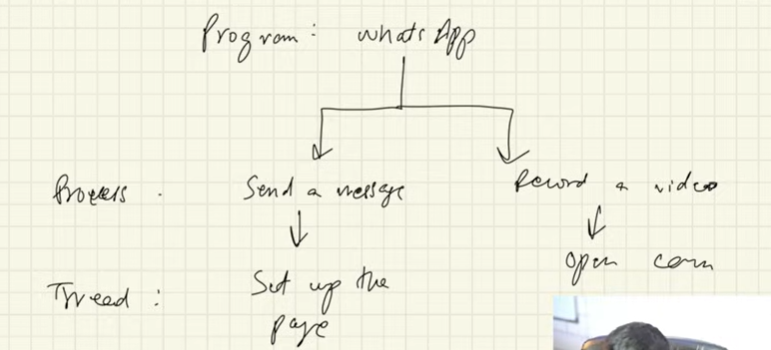 Program: whatsApp
Process. Send a message Record a video
Thread: Set up the open cam
page